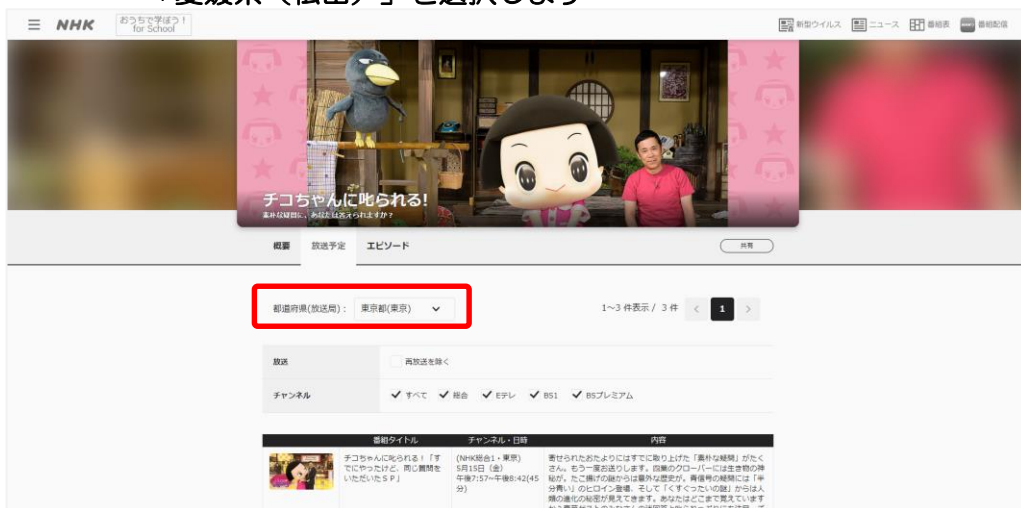 「愛媛県（松山）」を選択しよう
NHK
おうちで学ぼう！
for School
新型ウイルス
ニュース
番組表
番組配信
チコちゃんに叱られる！
素朴な疑問に、あなたは答えられますか？
概要 放送予定 エピソード
共有
都道府県(放送局)： 東京都(東京)
1～3 件表示 / 3 件 < 1 >
放送 再放送を除く
チャンネル すべて 総合 Eテレ BS1 BSプレミアム
番組タイトル チャンネル・日時 内容
チコちゃんに叱られる！「す
でにやったけど、同じ質問を
いただいたＳＰ」
(NHK総合1・東京)
5月15日（金）
午後7:57～午後8:42(45
分)
寄せられたおたよりにはすでに取り上げた「素朴な疑問」がたく
さん。もう一度お送りします。四葉のクローバーには生き物の神
秘が。たこ揚げの謎からは意外な歴史が。青信号の疑問には「半
分青い」のヒロイン登場、そして「くすぐったいの謎」からは人
類の進化の秘密が見えてきます。あなたはどこまで覚えています